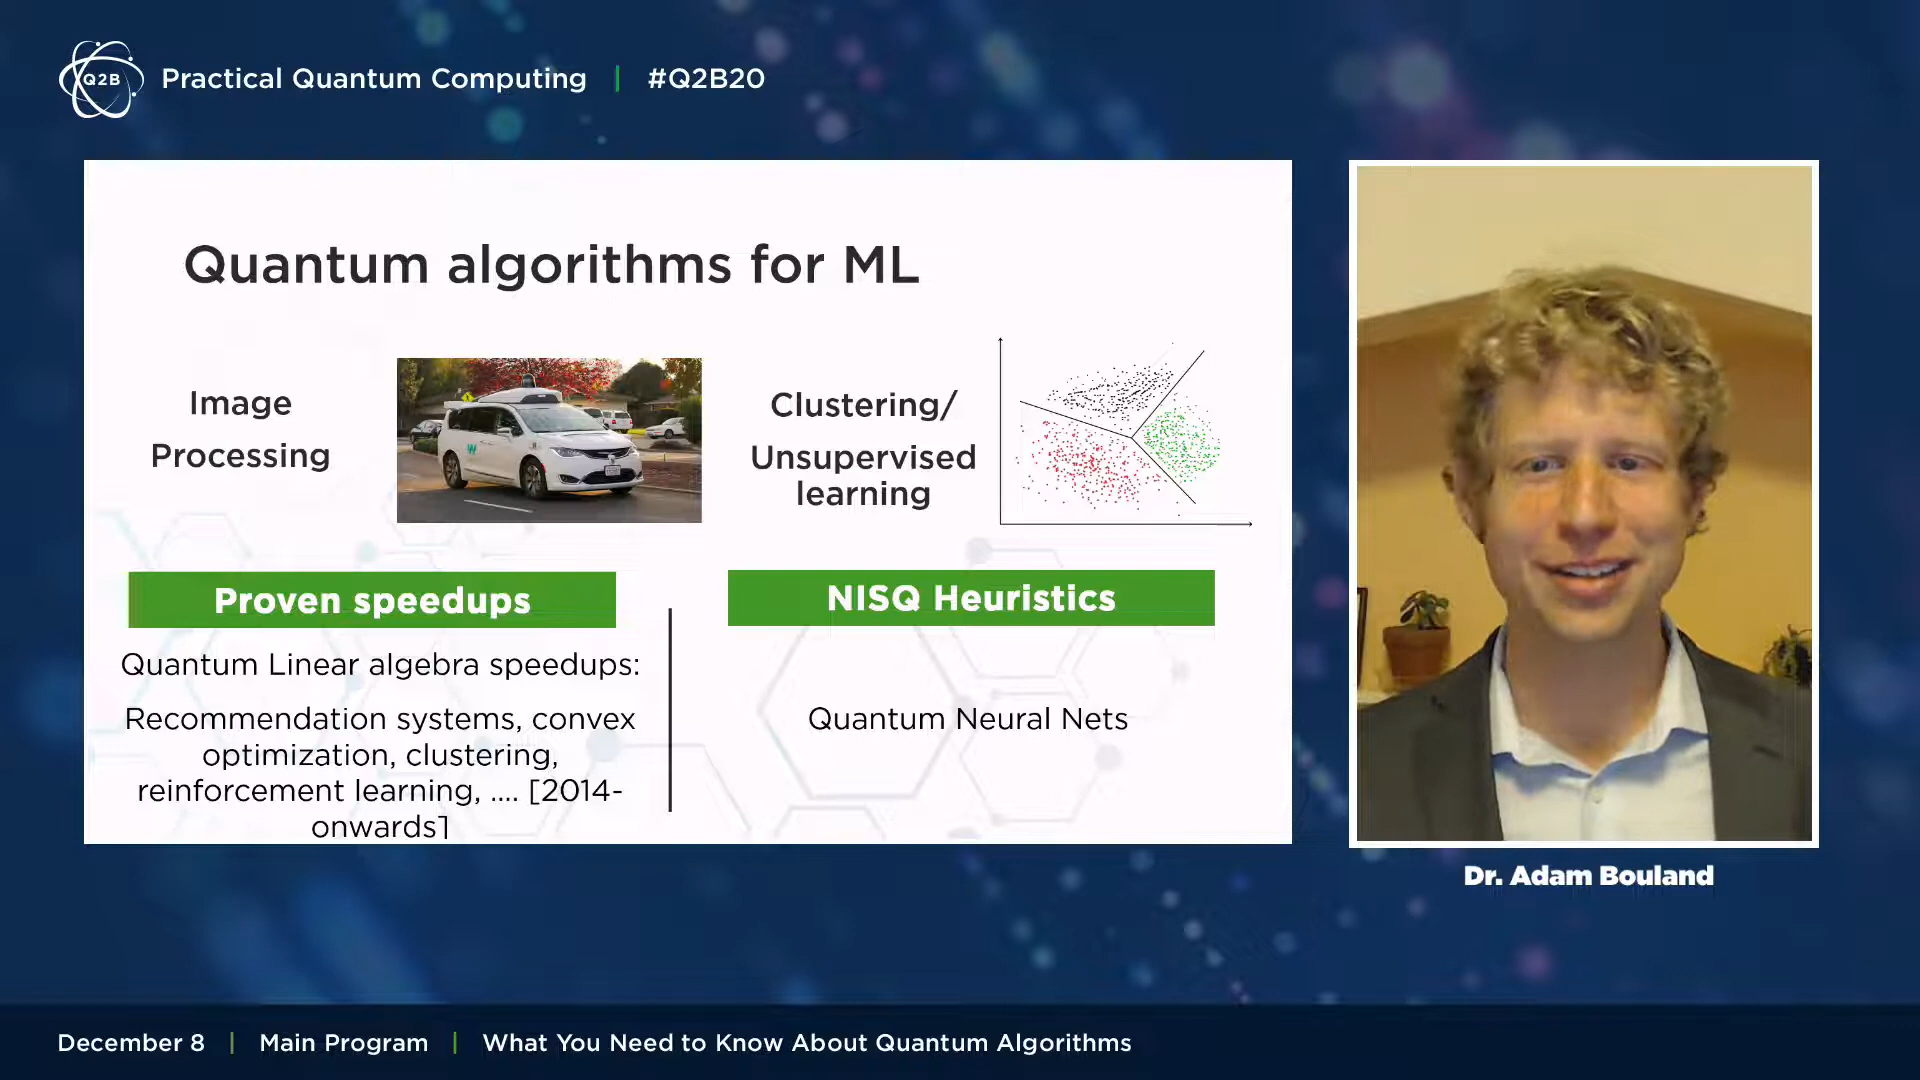 Q2B
Practical Quantum Computing | #Q2B20
Quantum algorithms for ML
Image
Processing
Clustering/
Unsupervised
learning
Proven speedups
NISQ Heuristics
Quantum Linear algebra speedups:
Recommendation systems, convex
optimization, clustering,
reinforcement learning, .... [2014-
onwards]
Quantum Neural Nets
Dr. Adam Bouland
December 8 | Main Program | What You Need to Know About Quantum Algorithms